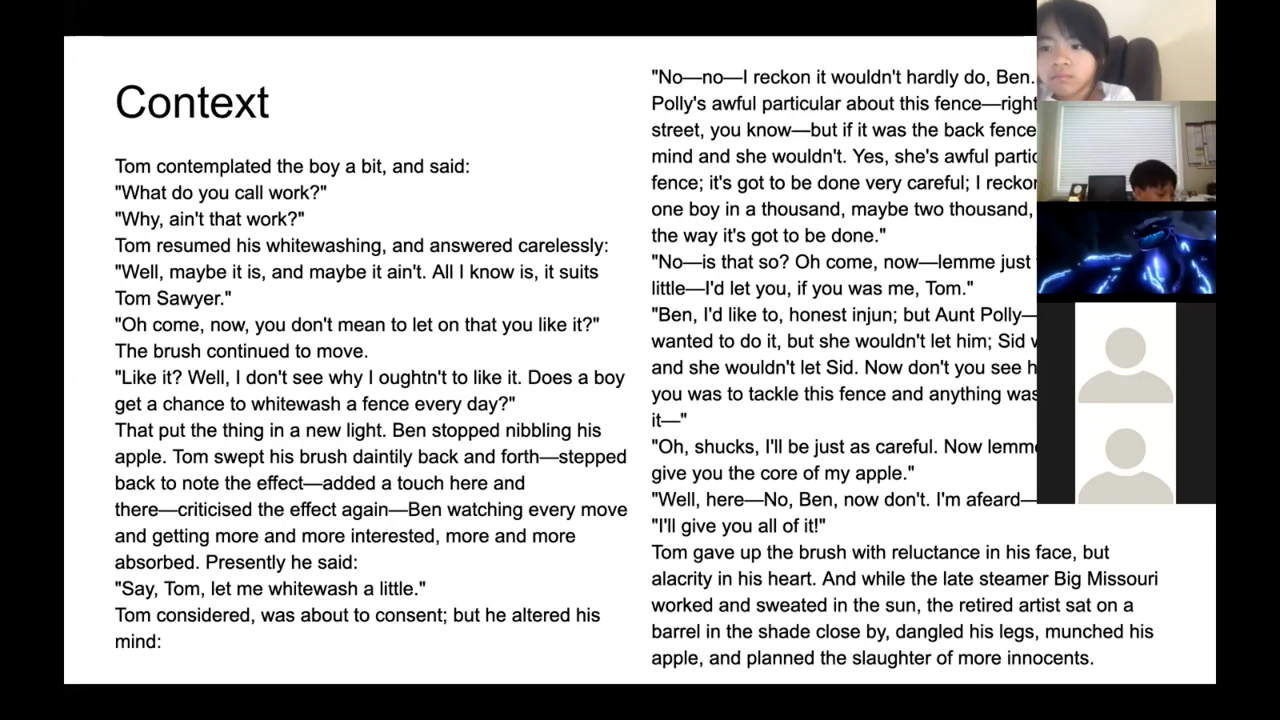 Context
Tom contemplated the boy a bit, and said:
"What do you call work?"
"Why, ain't that work?"
Tom resumed his whitewashing, and answered carelessly:
"Well, maybe it is, and maybe it ain't. All I know is, it suits
Tom Sawyer."
"Oh come, now, you don't mean to let on that you like it?"
The brush continued to move.
"Like it? Well, I don't see why I oughtn't to like it. Does a boy
get a chance to whitewash a fence every day?"
That put the thing in a new light. Ben stopped nibbling his
apple. Tom swept his brush daintily back and forth—stepped
back to note the effect—added a touch here and
there—criticised the effect again—Ben watching every move
and getting more and more interested, more and more
absorbed. Presently he said:
"Say, Tom, let me whitewash a little."
Tom considered, was about to consent; but he altered his
mind:
"No—no—I reckon it wouldn't hardly do, Ben.
Polly's awful particular about this fence—right
street, you know—but if it was the back fence
mind and she wouldn't. Yes, she's awful
fence; it's got to be done very careful; I
one boy in a thousand, maybe two thousand,
the way it's got to be done."
"No—is that so? Oh come, now—lemme just
little—I'd let you, if you was me, Tom."
"Ben, I'd like to, honest injun; but Aunt Polly—
wanted to do it, but she wouldn't let him; Sid
and she wouldn't let Sid. Now don't you see
you was to tackle this fence and anything was
it—"
"Oh, shucks, I'll be just as careful. Now
give you the core of my apple."
"Well, here—No, Ben, now don't. I'm afeard—
"I'll give you all of it!"
Tom gave up the brush with reluctance in his face, but
alacrity in his heart. And while the late steamer Big Missouri
worked and sweated in the sun, the retired artist sat on a
barrel in the shade close by, dangled his legs, munched his
apple, and planned the slaughter of more innocents.